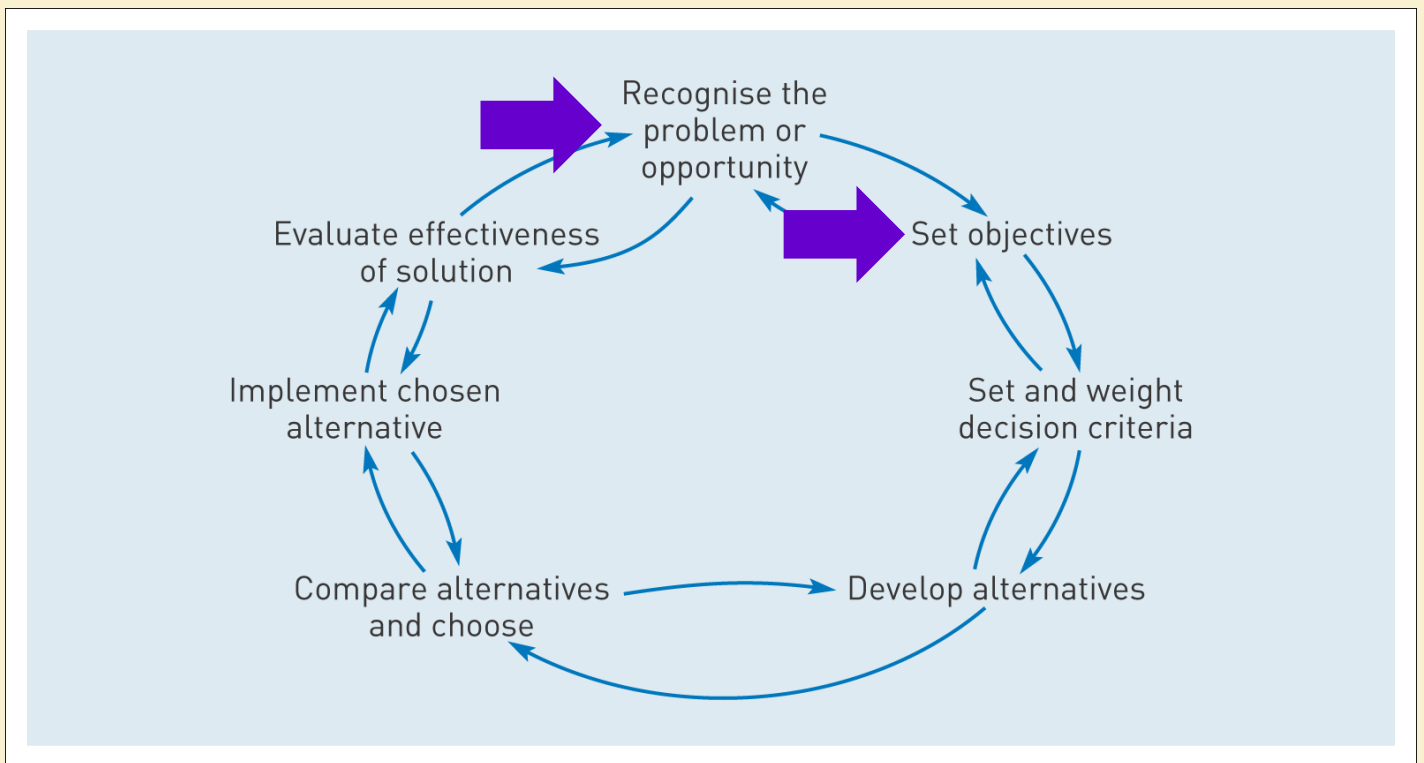 Recognise the
problem or
opportunity
Set objectives
Set and weight
decision criteria
Develop alternatives
Compare alternatives
and choose
Implement chosen
alternative
Evaluate effectiveness
of solution